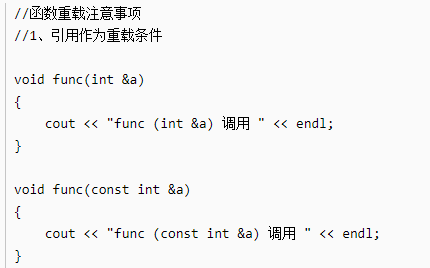 //函数重载注意事项
//1、引用作为重载条件
void func(int &a)
{
    cout << "func (int &a) 调用 " << endl;
}
void func(const int &a)
{
    cout << "func (const int &a) 调用 " << endl;
}